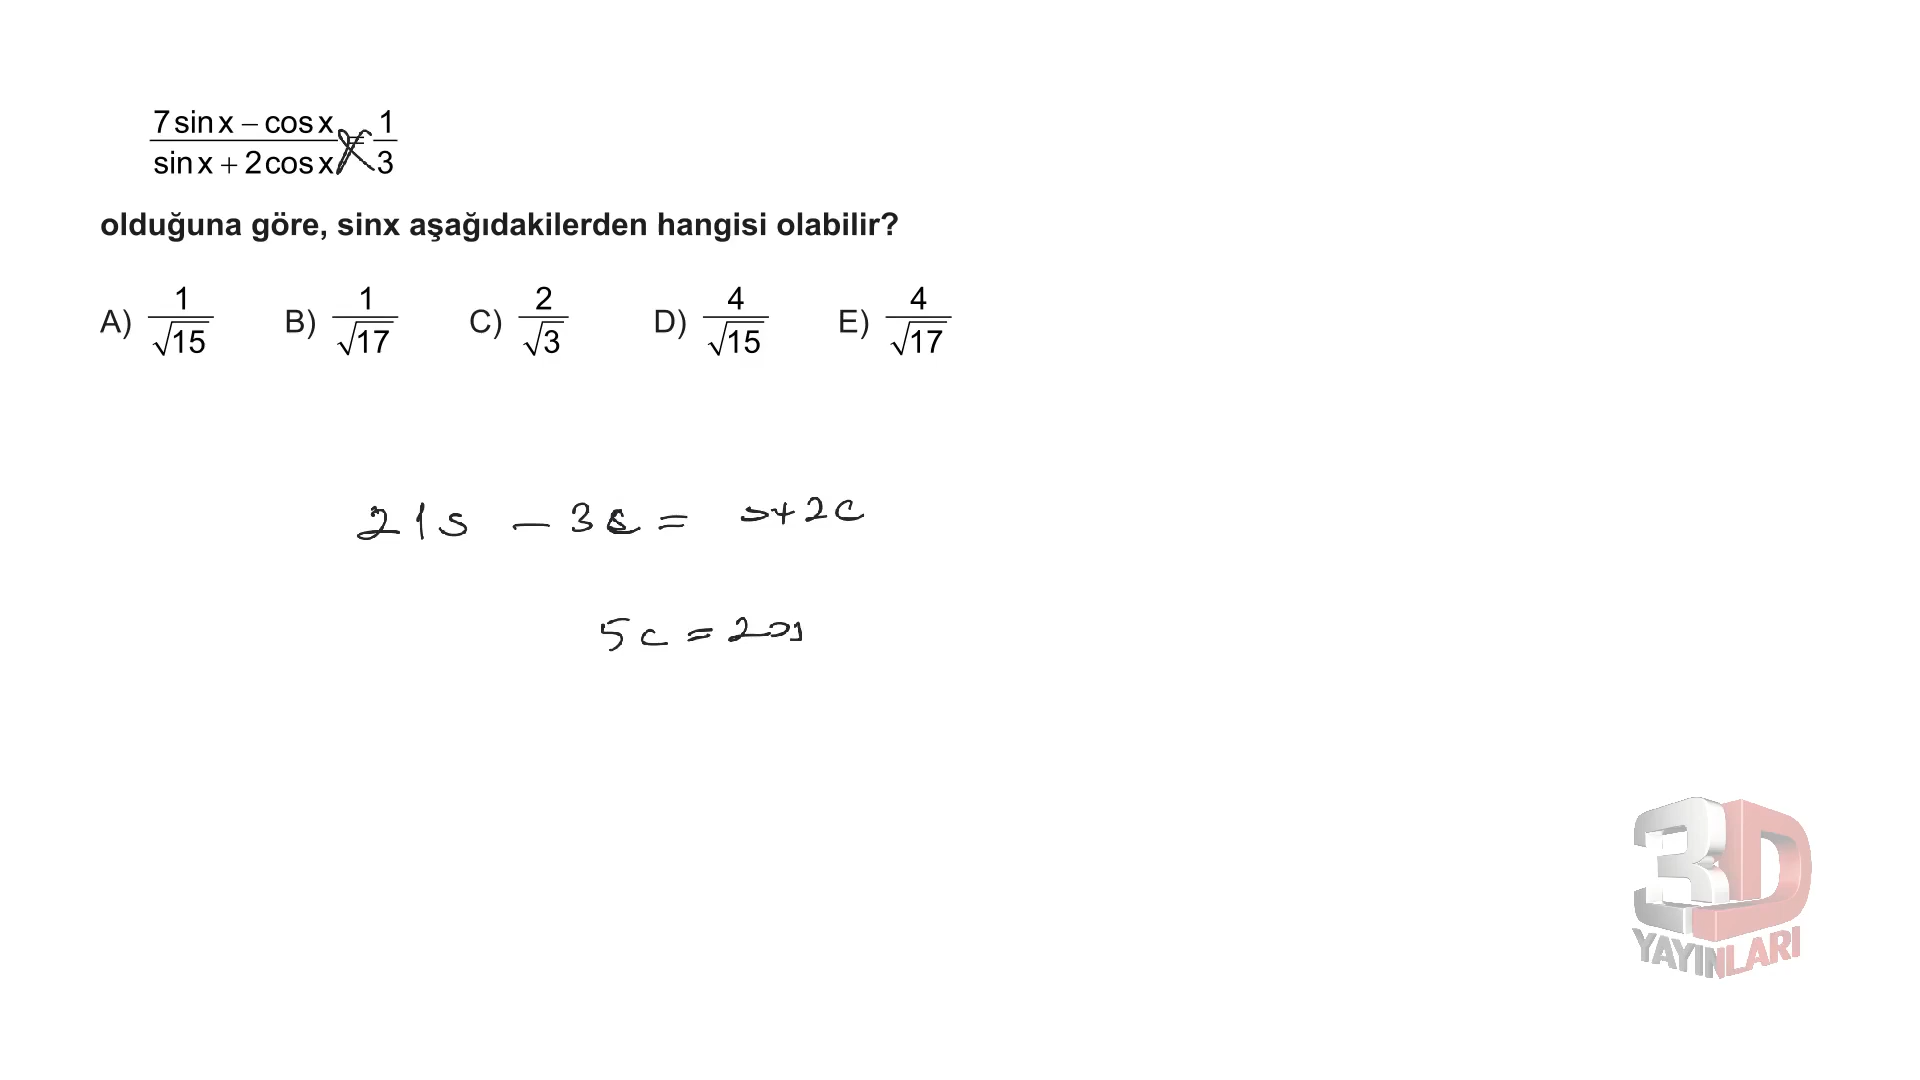 7 sin x − cos x / sin x + 2 cos x = 1 / 3
olduğuna göre, sinx aşağıdakilerden hangisi olabilir?
A) 1/√15 B) 1/√17 C) 2/√3 D) 4/√15 E) 4/√17
21s − 3c = s+2c
5c = 20s
3D
YAYINLARI